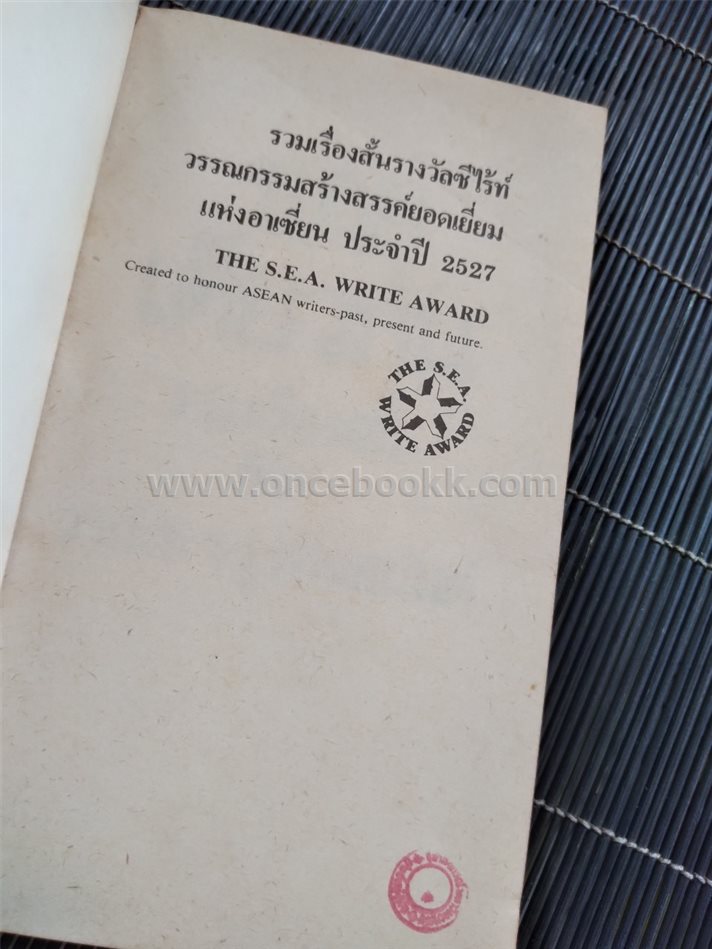 รวมเรื่องสั้นรางวัลซีไร้ท์
วรรณกรรมสร้างสรรค์ยอดเยี่ยม
แห่งอาเซี่ยน ประจำปี 2527
THE S.E.A. WRITE AWARD
Created to honour ASEAN writers-past, present and future.
THE S.E.A.
WRITE AWARD
www.oncebookk.com